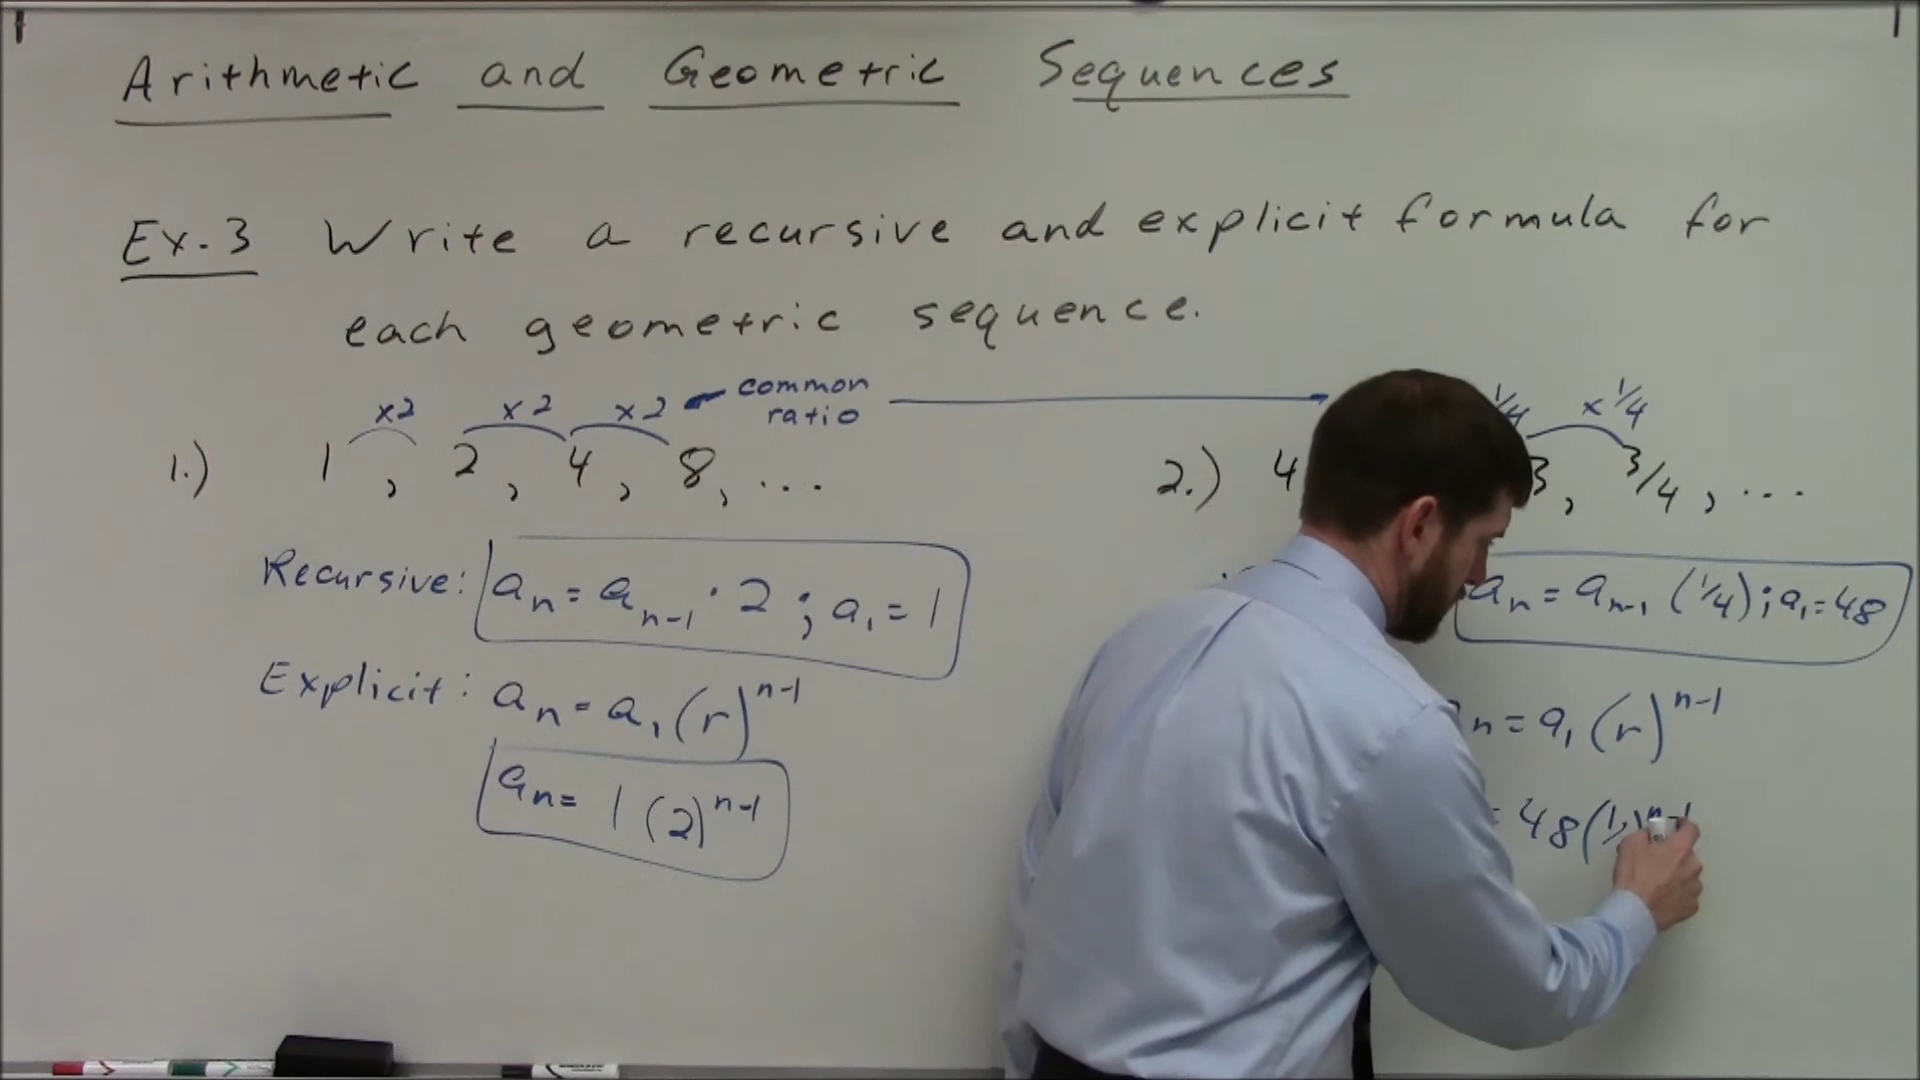 Arithmetic and Geometric Sequences
Ex. 3 Write a recursive and explicit formula for
each geometric sequence.
x2 x2 x2 common ratio
1.) 1, 2, 4, 8, ...
Recursive: aₙ = aₙ₋₁ · 2 ; a₁ = 1
Explicit: aₙ = a₁(r)ⁿ⁻¹
aₙ = 1(2)ⁿ⁻¹
1/4 x 1/4
2.) 4 3, 3/4, ...
aₙ = aₙ₋₁ (1/4) ; a₁ = 48
n = a₁(r)ⁿ⁻¹
= 48(